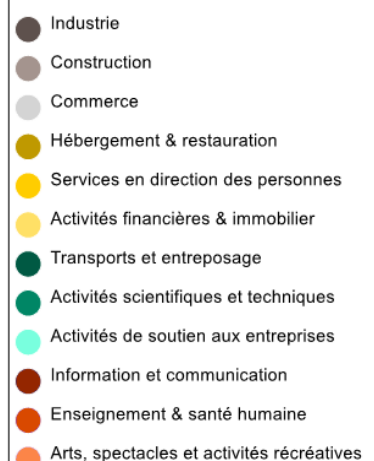 Industrie
Construction
Commerce
Hébergement & restauration
Services en direction des personnes
Activités financières & immobilier
Transports et entreposage
Activités scientifiques et techniques
Activités de soutien aux entreprises
Information et communication
Enseignement & santé humaine
Arts, spectacles et activités récréatives